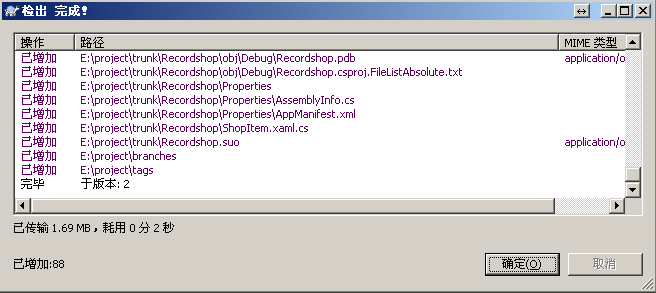 检出 完成!
操作 路径 MIME 类型
已增加 E:\project\trunk\Recordshop\obj\Debug\Recordshop.pdb application/o
已增加 E:\project\trunk\Recordshop\obj\Debug\Recordshop.csproj.FileListAbsolute.txt
已增加 E:\project\trunk\Recordshop\Properties
已增加 E:\project\trunk\Recordshop\Properties\AssemblyInfo.cs
已增加 E:\project\trunk\Recordshop\Properties\AppManifest.xml
已增加 E:\project\trunk\Recordshop\ShopItem.xaml.cs
已增加 E:\project\trunk\Recordshop.suo application/o
已增加 E:\project\branches
已增加 E:\project\tags
完毕 于版本: 2
已传输 1.69 MB，耗用 0 分 2 秒
已增加:88
确定(O) 取消